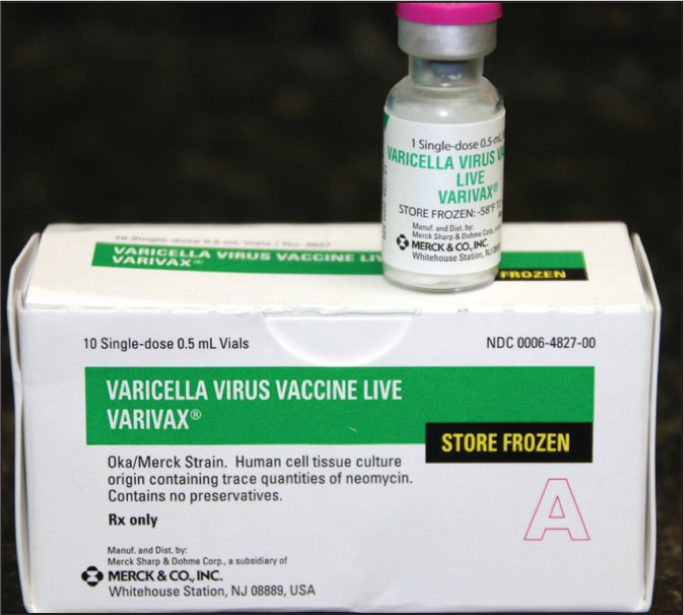 1 Single-dose 0.5-mL
VARICELLA VIRUS
LIVE
VARIVAX®
STORE FROZEN: -58°F
Manuf. and Dist. by:
Merck Sharp & Dohme Corp.,
MERCK & CO., INC.
Whitehouse Station, NJ
10 Single-dose 0.5 mL Vials / No. 4827
VARICELLA VIRUS VACCINE LIV
VARIVAX®
FROZEN
10 Single-dose 0.5 mL Vials
NDC 0006-4827-00
VARICELLA VIRUS VACCINE LIVE
VARIVAX®
STORE FROZEN
Oka/Merck Strain. Human cell tissue culture
origin containing trace quantities of neomycin.
Contains no preservatives.
A
Rx only
Manuf. and Dist. by:
Merck Sharp & Dohme Corp., a subsidiary of
MERCK & CO., INC.
Whitehouse Station, NJ 08889, USA